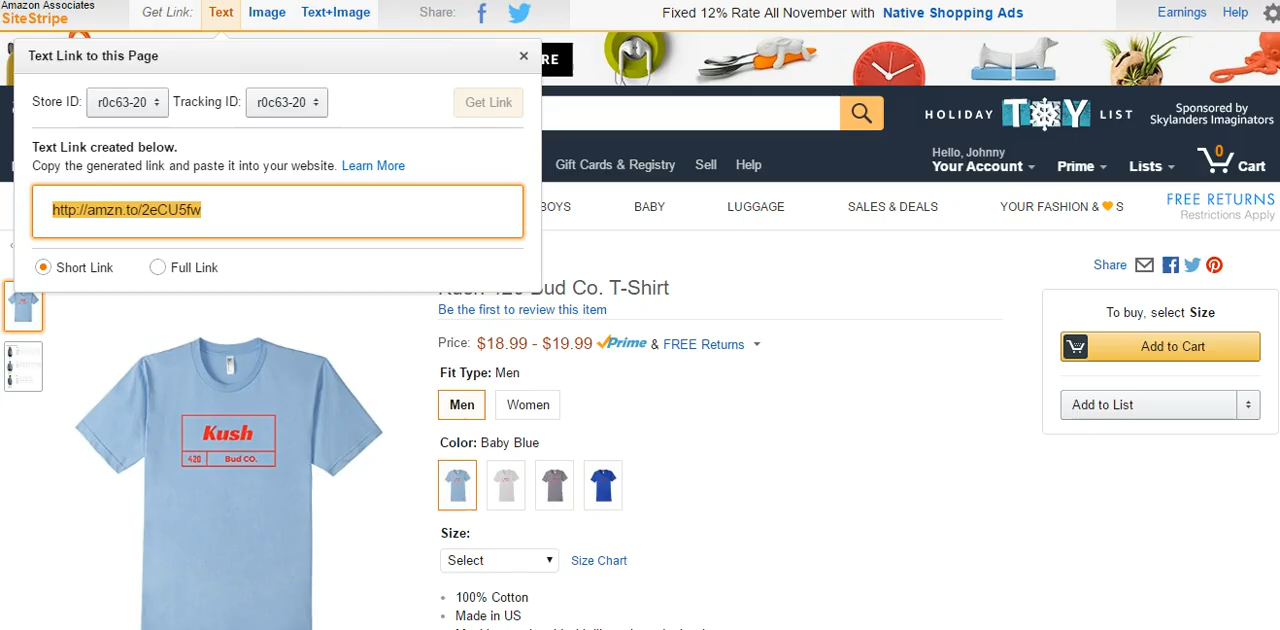 Amazon Associates
SiteStripe
Get Link:
Text
Image
Text+Image
Share:
Fixed 12% Rate All November with Native Shopping Ads
Earnings
Help
Text Link to this Page
×
RE
Store ID:
r0c63-20
Tracking ID:
r0c63-20
Get Link
HOLIDAY TOY LIST
Sponsored by
Skylanders Imaginators
Text Link created below.
Copy the generated link and paste it into your website. Learn More
Gift Cards & Registry
Sell
Help
Hello, Johnny
Your Account
Prime
Lists
0
Cart
http://amzn.to/2eCU5fw
BOYS
BABY
LUGGAGE
SALES & DEALS
YOUR FASHION & S
FREE RETURNS
Restrictions Apply
Short Link
Full Link
Share
Kush 420 Bud Co. T-Shirt
Be the first to review this item
Price: $18.99 - $19.99 Prime & FREE Returns
Fit Type: Men
Men
Women
Color: Baby Blue
Size:
Select
Size Chart
100% Cotton
Made in US
To buy, select Size
Add to Cart
Add to List
Kush
420
Bud CO.